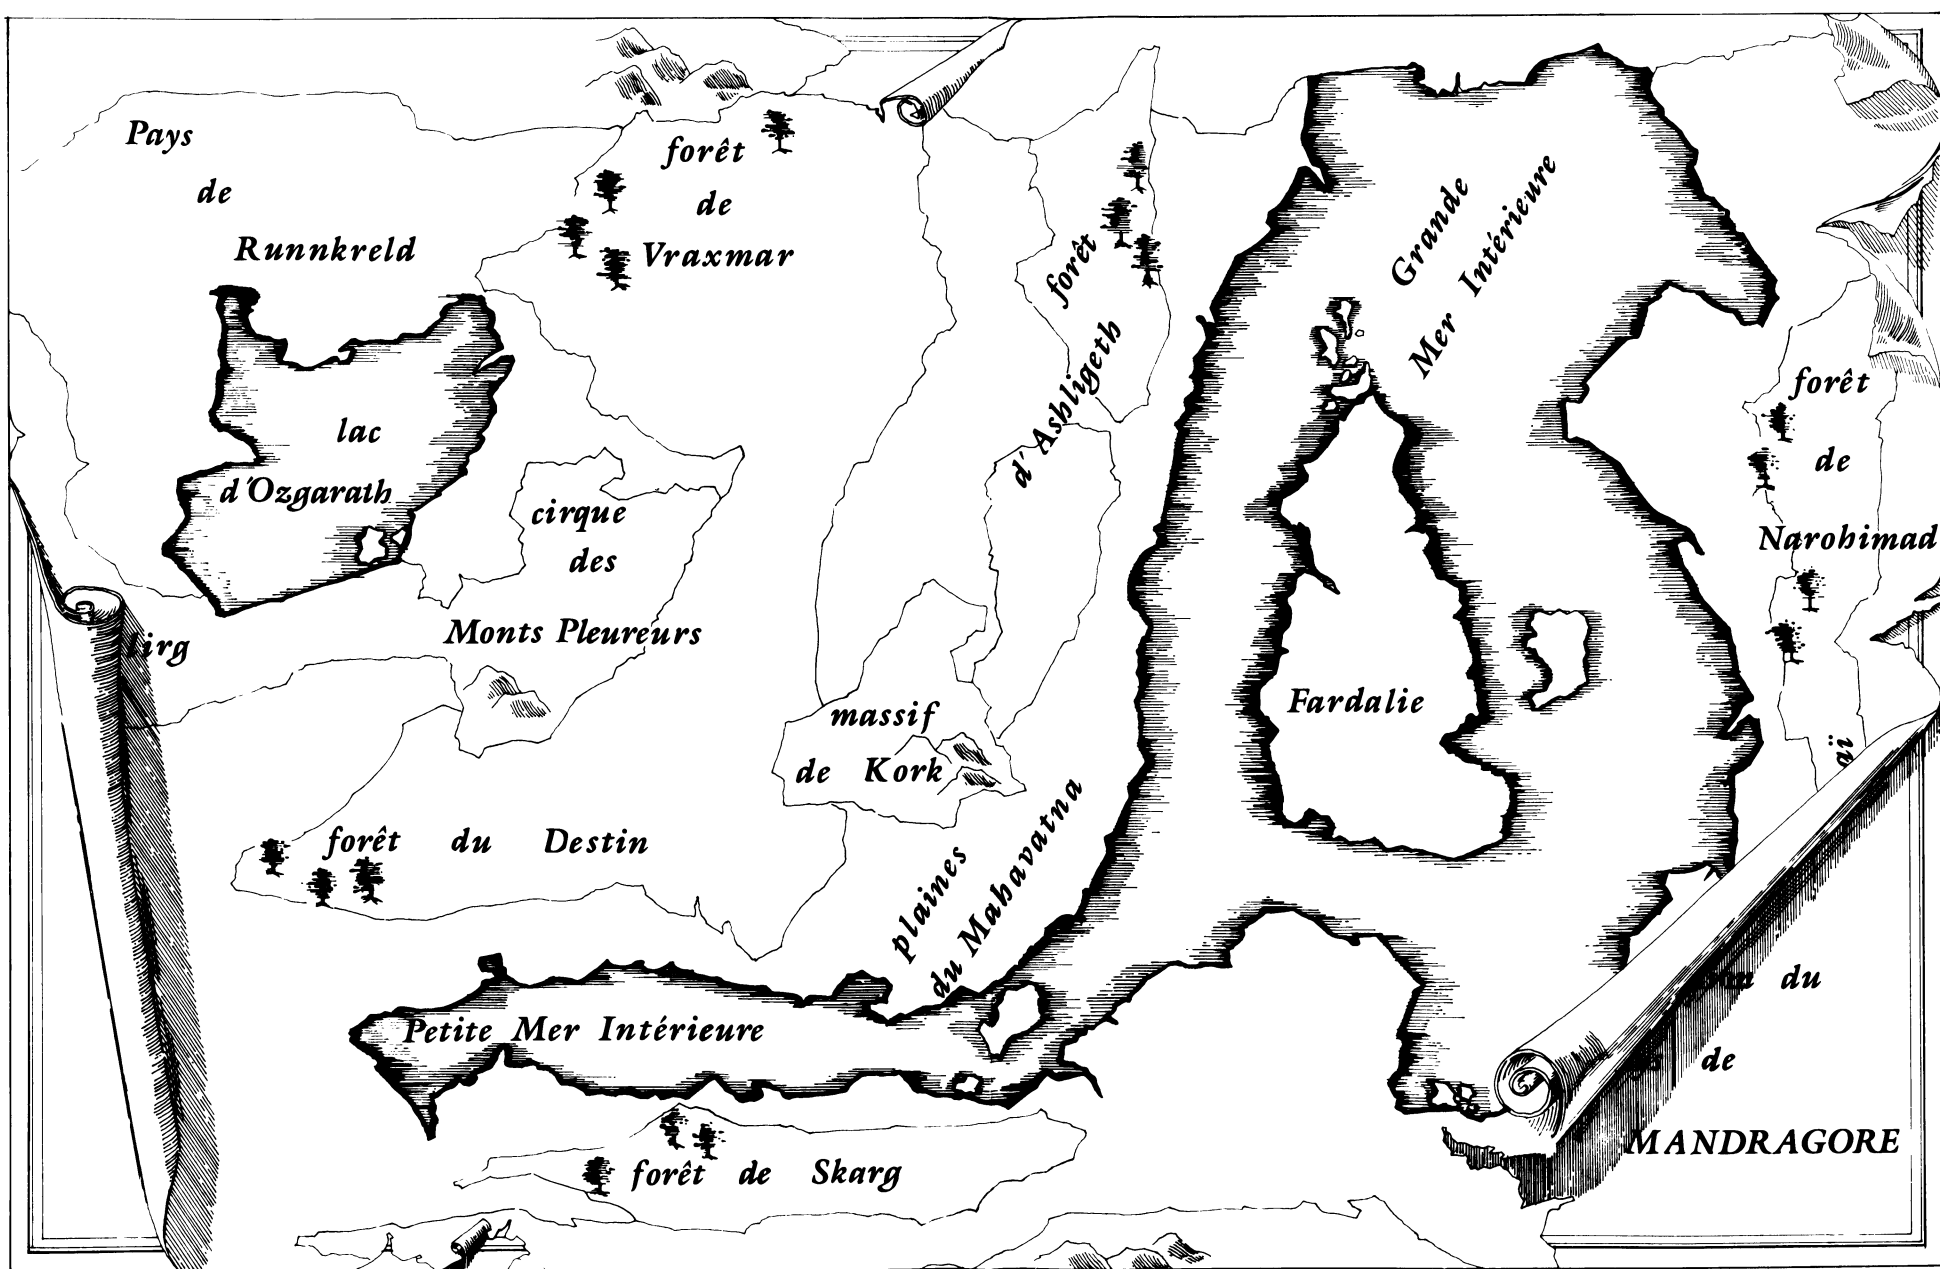 Pays
de
Runnkreld
forêt
de
Vraxmar
forêt
d'Ashligeth
Grande
Mer Intérieure
forêt
de
Narohimad
lac
d'Ozgarath
cirque
des
Monts Pleureurs
massif
de Kork
Fardalie
forêt du Destin
plaines
du Mahavatna
Petite Mer Intérieure
forêt de Skarg
du
de
MANDRAGORE